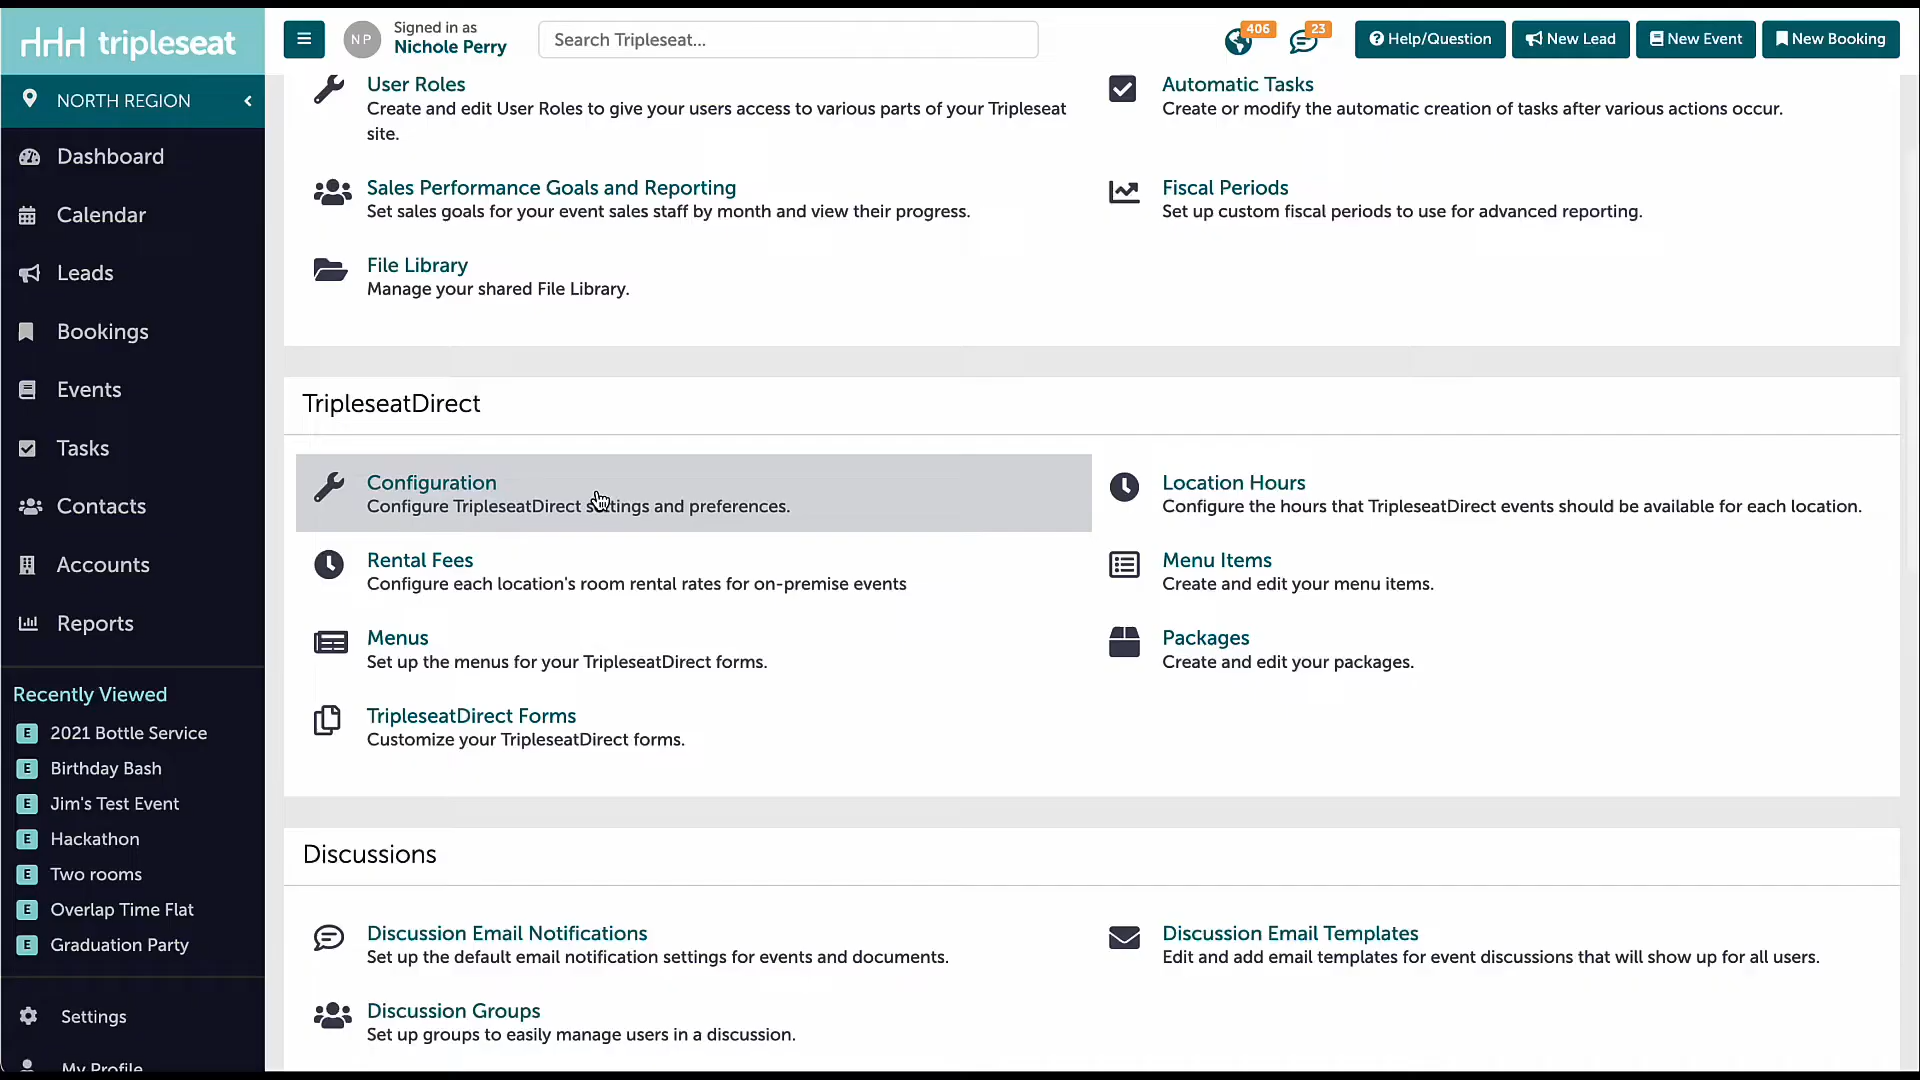 tripleseat
NORTH REGION
Dashboard
Calendar
Leads
Bookings
Events
Tasks
Contacts
Accounts
Reports
Recently Viewed
E 2021 Bottle Service
E Birthday Bash
E Jim's Test Event
E Hackathon
E Two rooms
E Overlap Time Flat
E Graduation Party
Settings
My Profile
NP
Signed in as
Nichole Perry
Search Tripleseat...
406
23
Help/Question
New Lead
New Event
New Booking
User Roles
Create and edit User Roles to give your users access to various parts of your Tripleseat
site.
Automatic Tasks
Create or modify the automatic creation of tasks after various actions occur.
Sales Performance Goals and Reporting
Set sales goals for your event sales staff by month and view their progress.
Fiscal Periods
Set up custom fiscal periods to use for advanced reporting.
File Library
Manage your shared File Library.
TripleseatDirect
Configuration
Configure TripleseatDirect settings and preferences.
Location Hours
Configure the hours that TripleseatDirect events should be available for each location.
Rental Fees
Configure each location's room rental rates for on-premise events
Menu Items
Create and edit your menu items.
Menus
Set up the menus for your TripleseatDirect forms.
Packages
Create and edit your packages.
TripleseatDirect Forms
Customize your TripleseatDirect forms.
Discussions
Discussion Email Notifications
Set up the default email notification settings for events and documents.
Discussion Email Templates
Edit and add email templates for event discussions that will show up for all users.
Discussion Groups
Set up groups to easily manage users in a discussion.